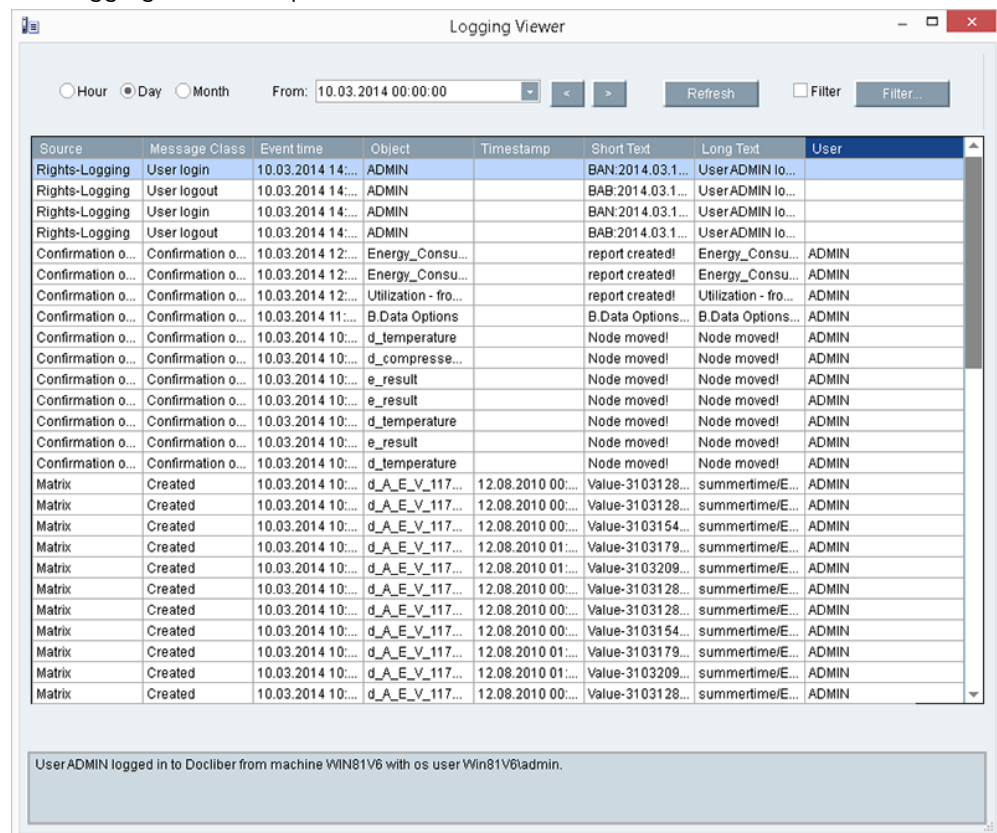 Logging Viewer
Hour Day Month From: 10.03.2014 00:00:00 < > Refresh Filter Filter...
Source Message Class Event time Object Timestamp Short Text Long Text User
Rights-Logging User login 10.03.2014 14:... ADMIN BAN:2014.03.1... User ADMIN lo...
Rights-Logging User logout 10.03.2014 14:... ADMIN BAB:2014.03.1... User ADMIN lo...
Rights-Logging User login 10.03.2014 14:... ADMIN BAN:2014.03.1... User ADMIN lo...
Rights-Logging User logout 10.03.2014 14:... ADMIN BAB:2014.03.1... User ADMIN lo...
Confirmation o... Confirmation o... 10.03.2014 12:... Energy_Consu... report created! Energy_Consu... ADMIN
Confirmation o... Confirmation o... 10.03.2014 12:... Energy_Consu... report created! Energy_Consu... ADMIN
Confirmation o... Confirmation o... 10.03.2014 12:... Utilization - fro... report created! Utilization - fro... ADMIN
Confirmation o... Confirmation o... 10.03.2014 11:... B.Data Options B.Data Options... B.Data Options... ADMIN
Confirmation o... Confirmation o... 10.03.2014 10:... d_temperature Node moved! Node moved! ADMIN
Confirmation o... Confirmation o... 10.03.2014 10:... d_compresse... Node moved! Node moved! ADMIN
Confirmation o... Confirmation o... 10.03.2014 10:... e_result Node moved! Node moved! ADMIN
Confirmation o... Confirmation o... 10.03.2014 10:... e_result Node moved! Node moved! ADMIN
Confirmation o... Confirmation o... 10.03.2014 10:... d_temperature Node moved! Node moved! ADMIN
Confirmation o... Confirmation o... 10.03.2014 10:... e_result Node moved! Node moved! ADMIN
Confirmation o... Confirmation o... 10.03.2014 10:... d_temperature Node moved! Node moved! ADMIN
Matrix Created 10.03.2014 10:... d_A_E_V_117... 12.08.2010 00:... Value-3103128... summertime/E... ADMIN
Matrix Created 10.03.2014 10:... d_A_E_V_117... 12.08.2010 00:... Value-3103128... summertime/E... ADMIN
Matrix Created 10.03.2014 10:... d_A_E_V_117... 12.08.2010 00:... Value-3103154... summertime/E... ADMIN
Matrix Created 10.03.2014 10:... d_A_E_V_117... 12.08.2010 01:... Value-3103179... summertime/E... ADMIN
Matrix Created 10.03.2014 10:... d_A_E_V_117... 12.08.2010 01:... Value-3103209... summertime/E... ADMIN
Matrix Created 10.03.2014 10:... d_A_E_V_117... 12.08.2010 00:... Value-3103128... summertime/E... ADMIN
Matrix Created 10.03.2014 10:... d_A_E_V_117... 12.08.2010 00:... Value-3103128... summertime/E... ADMIN
Matrix Created 10.03.2014 10:... d_A_E_V_117... 12.08.2010 00:... Value-3103154... summertime/E... ADMIN
Matrix Created 10.03.2014 10:... d_A_E_V_117... 12.08.2010 01:... Value-3103179... summertime/E... ADMIN
Matrix Created 10.03.2014 10:... d_A_E_V_117... 12.08.2010 01:... Value-3103209... summertime/E... ADMIN
Matrix Created 10.03.2014 10:... d_A_E_V_117... 12.08.2010 00:... Value-3103128... summertime/E... ADMIN
User ADMIN logged in to Docliber from machine WIN81V6 with os user Win81V6\admin.